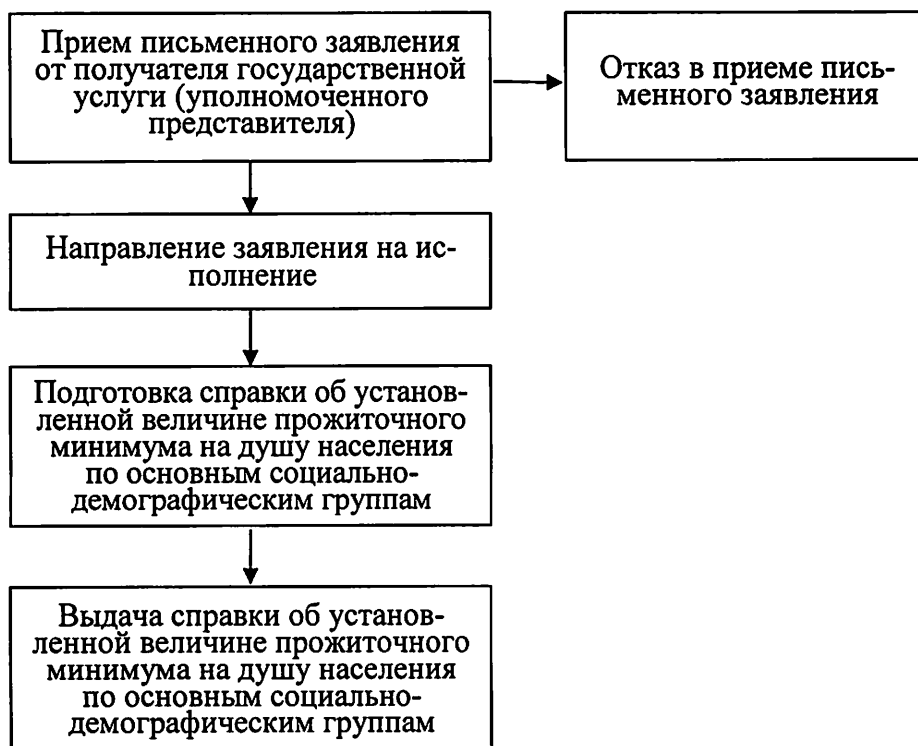 Прием письменного заявления
от получателя государственной
услуги (уполномоченного
представителя)
Отказ в приеме пись-
менного заявления
Направление заявления на ис-
полнение
Подготовка справки об установ-
ленной величине прожиточного
минимума на душу населения
по основным социально-
демографическим группам
Выдача справки об установ-
ленной величине прожиточного
минимума на душу населения
по основным социально-
демографическим группам